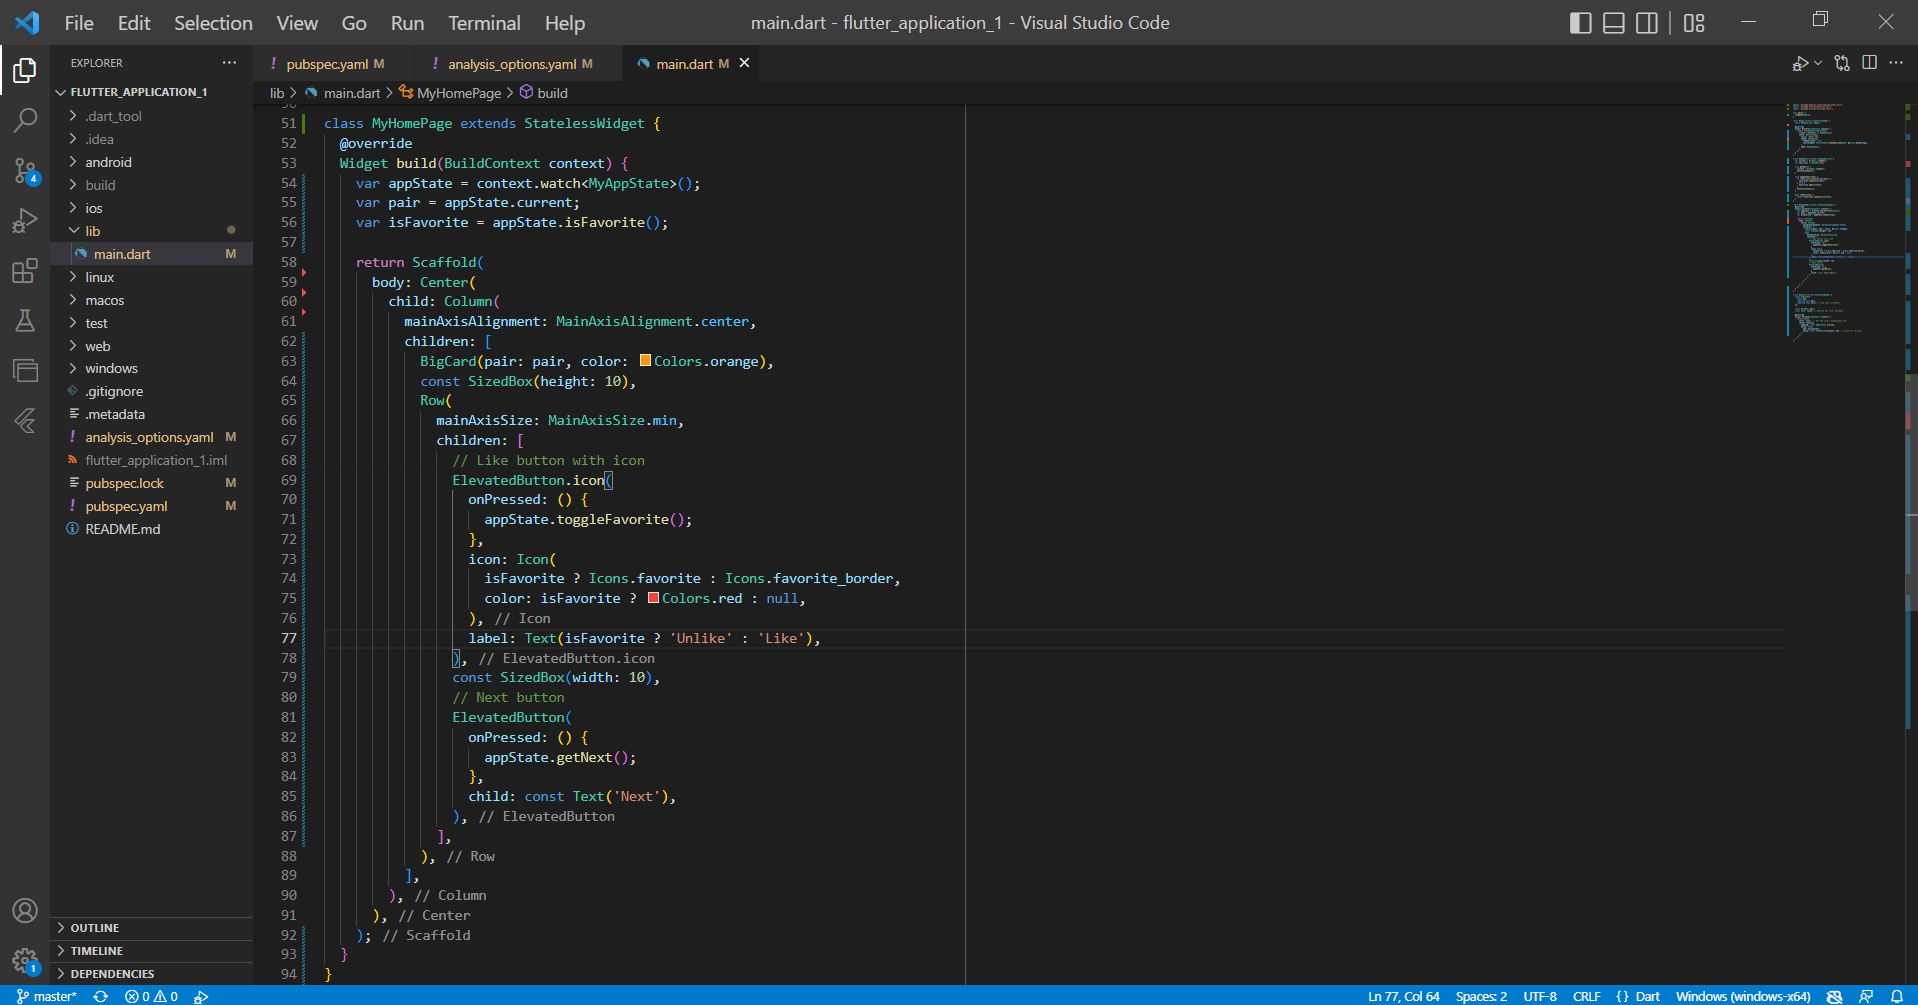 File Edit Selection View Go Run Terminal Help
main.dart - flutter_application_1 - Visual Studio Code
EXPLORER
FLUTTER_APPLICATION_1
.dart_tool
.idea
android
build
ios
lib
main.dart M
linux
macos
test
web
windows
.gitignore
.metadata
analysis_options.yaml M
flutter_application_1.iml
pubspec.lock M
pubspec.yaml M
README.md
OUTLINE
TIMELINE
DEPENDENCIES
4
1
! pubspec.yaml M
! analysis_options.yaml M
main.dart M
lib > main.dart > MyHomePage > build
51 class MyHomePage extends StatelessWidget {
52 @override
53 Widget build(BuildContext context) {
54 var appState = context.watch<MyAppState>();
55 var pair = appState.current;
56 var isFavorite = appState.isFavorite();
57
58 return Scaffold(
59 body: Center(
60 child: Column(
61 mainAxisAlignment: MainAxisAlignment.center,
62 children: [
63 BigCard(pair: pair, color: Colors.orange),
64 const SizedBox(height: 10),
65 Row(
66 mainAxisSize: MainAxisSize.min,
67 children: [
68 // Like button with icon
69 ElevatedButton.icon(
70 onPressed: () {
71 appState.toggleFavorite();
72 },
73 icon: Icon(
74 isFavorite ? Icons.favorite : Icons.favorite_border,
75 color: isFavorite ? Colors.red : null,
76 ), // Icon
77 label: Text(isFavorite ? 'Unlike' : 'Like'),
78 ), // ElevatedButton.icon
79 const SizedBox(width: 10),
80 // Next button
81 ElevatedButton(
82 onPressed: () {
83 appState.getNext();
84 },
85 child: const Text('Next'),
86 ), // ElevatedButton
87 ],
88 ), // Row
89 ],
90 ), // Column
91 ), // Center
92 ); // Scaffold
93 }
94 }
master* 0 0
Ln 77, Col 64 Spaces: 2 UTF-8 CRLF {} Dart Windows (windows-x64)